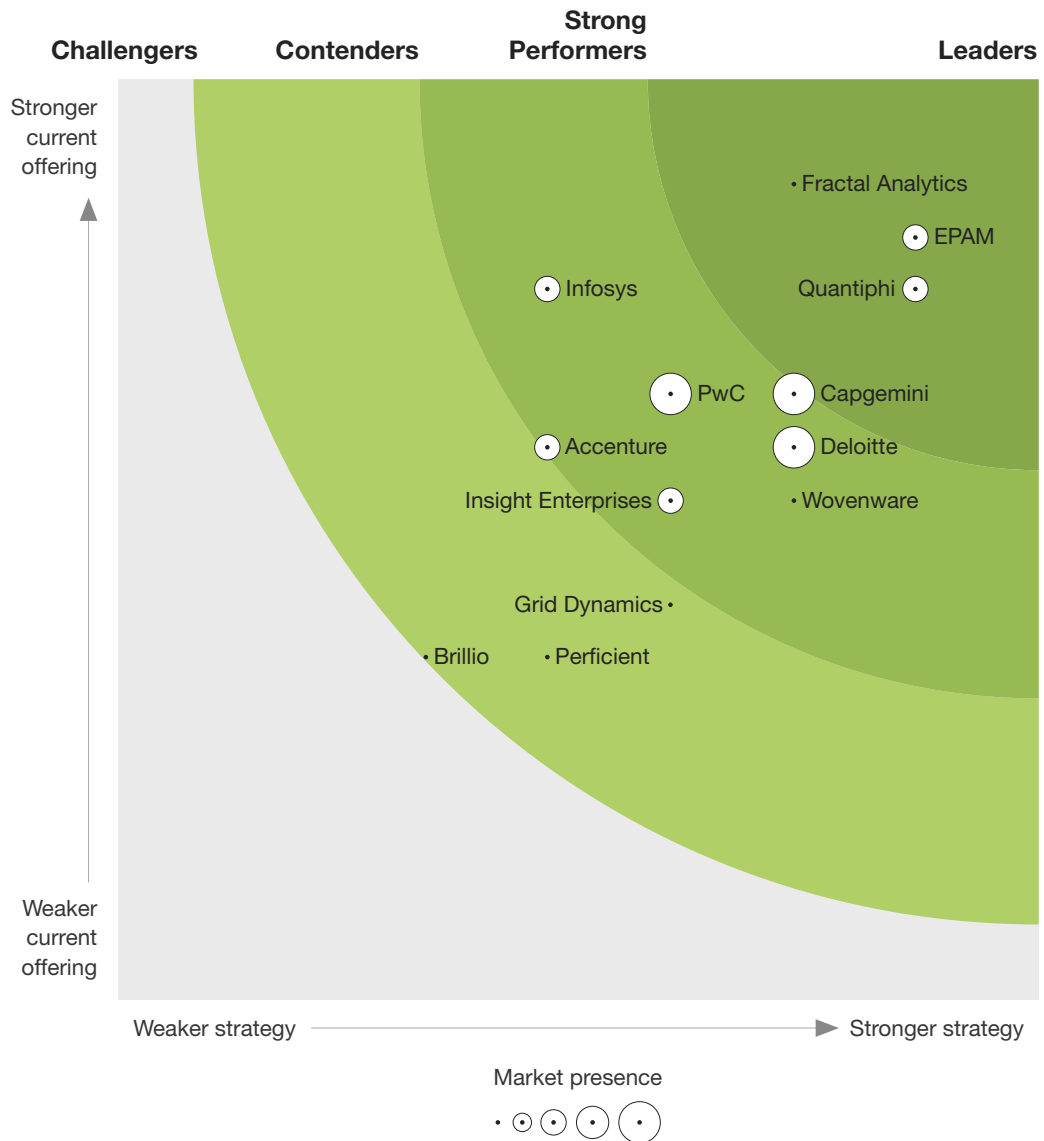 Challengers
Contenders
Strong
Performers
Leaders
Stronger
current
offering
Fractal Analytics
EPAM
Infosys
Quantiphi
PwC
Capgemini
Accenture
Deloitte
Insight Enterprises
Wovenware
Grid Dynamics
Brillio
Perficient
Weaker
current
offering
Weaker strategy
Stronger strategy
Market presence